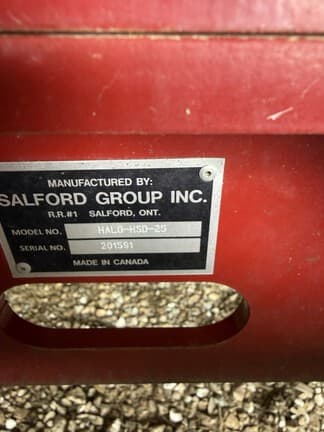 MANUFACTURED BY:
SALFORD GROUP INC.
R.R.#1 SALFORD, ONT.
MODEL NO. HALO-HSD-25
SERIAL NO. 201591
MADE IN CANADA